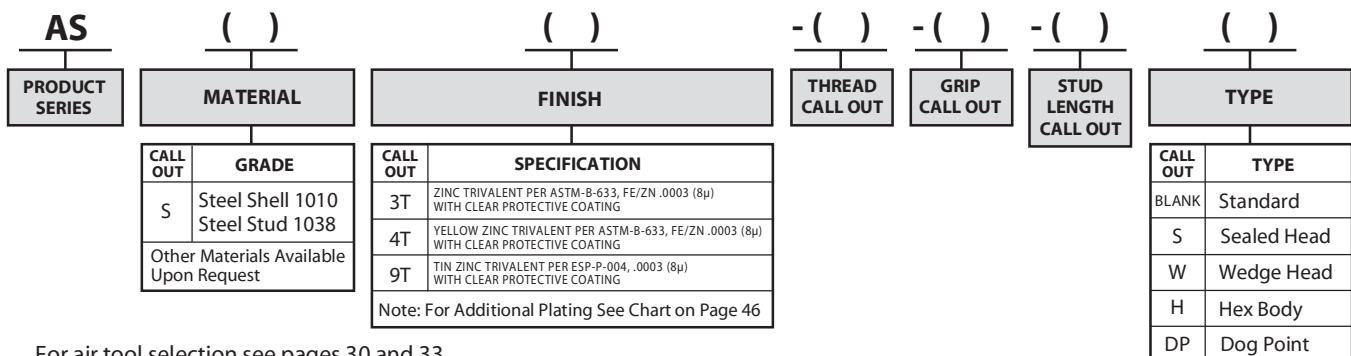 AS ( ) ( ) - ( ) - ( ) - ( ) ( )
PRODUCT
SERIES
MATERIAL
FINISH
THREAD
CALL OUT
GRIP
CALL OUT
STUD
LENGTH
CALL OUT
TYPE
CALL
OUT
GRADE
S
Steel Shell 1010
Steel Stud 1038
Other Materials Available
Upon Request
CALL
OUT
SPECIFICATION
3T
ZINC TRIVALENT PER ASTM-B-633, FE/ZN .0003 (8µ)
WITH CLEAR PROTECTIVE COATING
4T
YELLOW ZINC TRIVALENT PER ASTM-B-633, FE/ZN .0003 (8µ)
WITH CLEAR PROTECTIVE COATING
9T
TIN ZINC TRIVALENT PER ESP-P-004, .0003 (8µ)
WITH CLEAR PROTECTIVE COATING
Note: For Additional Plating See Chart on Page 46
CALL
OUT
TYPE
BLANK Standard
S Sealed Head
W Wedge Head
H Hex Body
DP Dog Point
For air tool selection see pages 30 and 33